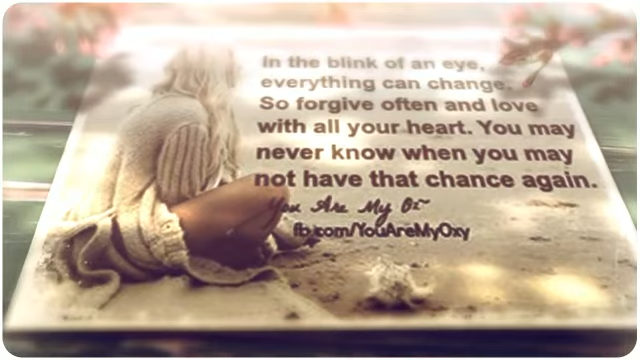 In the blink of an eye,
everything can change.
So forgive often and love
with all your heart. You may
never know when you may
not have that chance again.
You Are My
fb.com/YouAreMyOxy